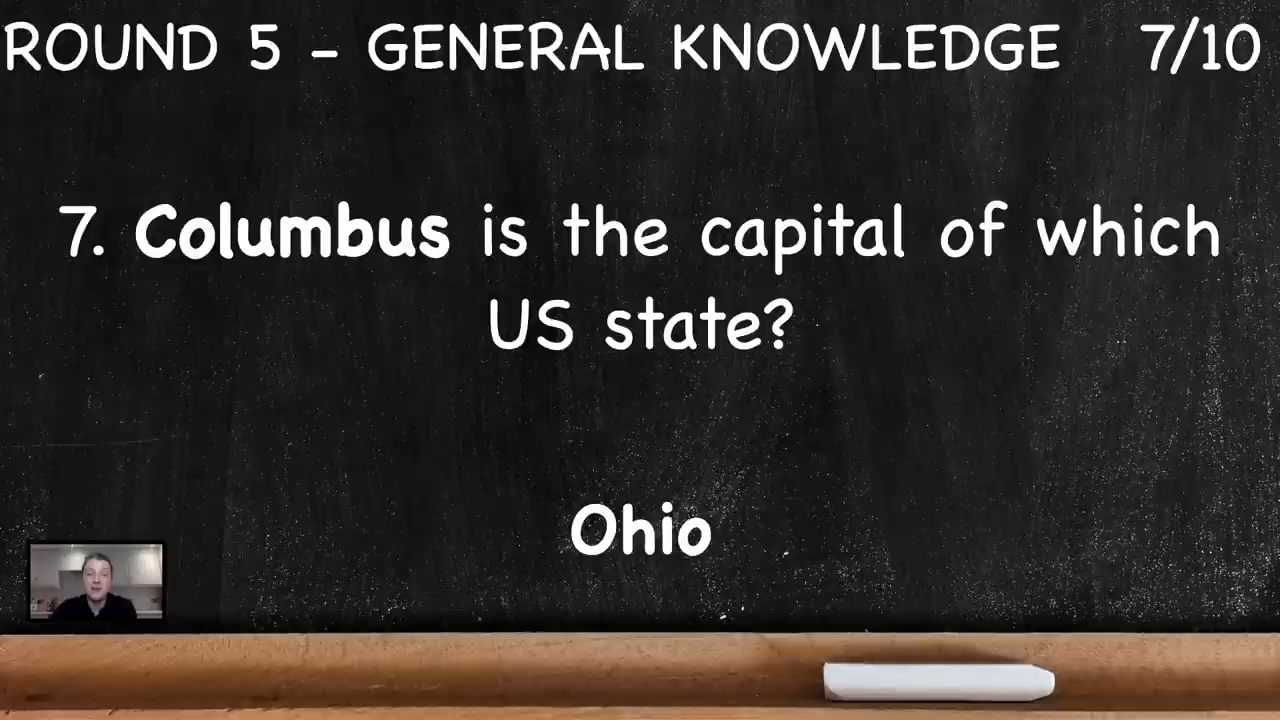 ROUND 5 - GENERAL KNOWLEDGE 7/10
7. Columbus is the capital of which
US state?
Ohio